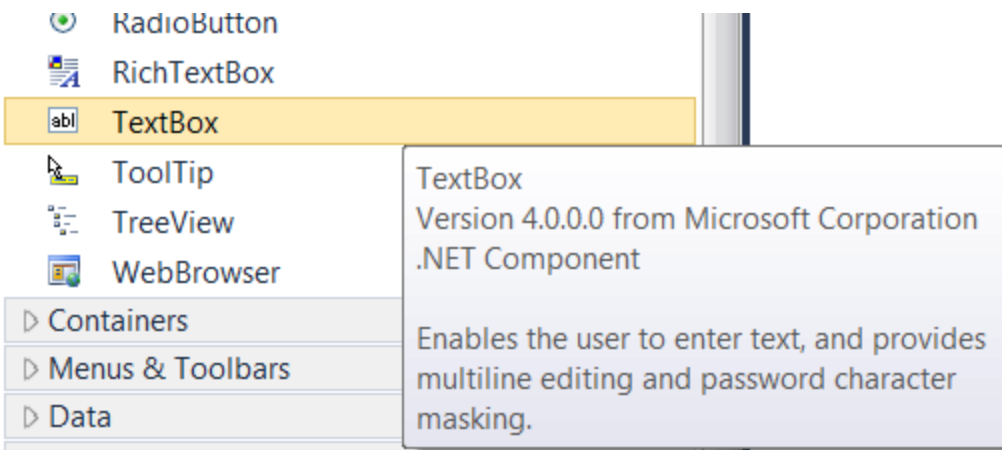 RadioButton
RichTextBox
abl TextBox
ToolTip
TreeView
WebBrowser
Containers
Menus & Toolbars
Data
TextBox
Version 4.0.0.0 from Microsoft Corporation
.NET Component
Enables the user to enter text, and provides
multiline editing and password character
masking.